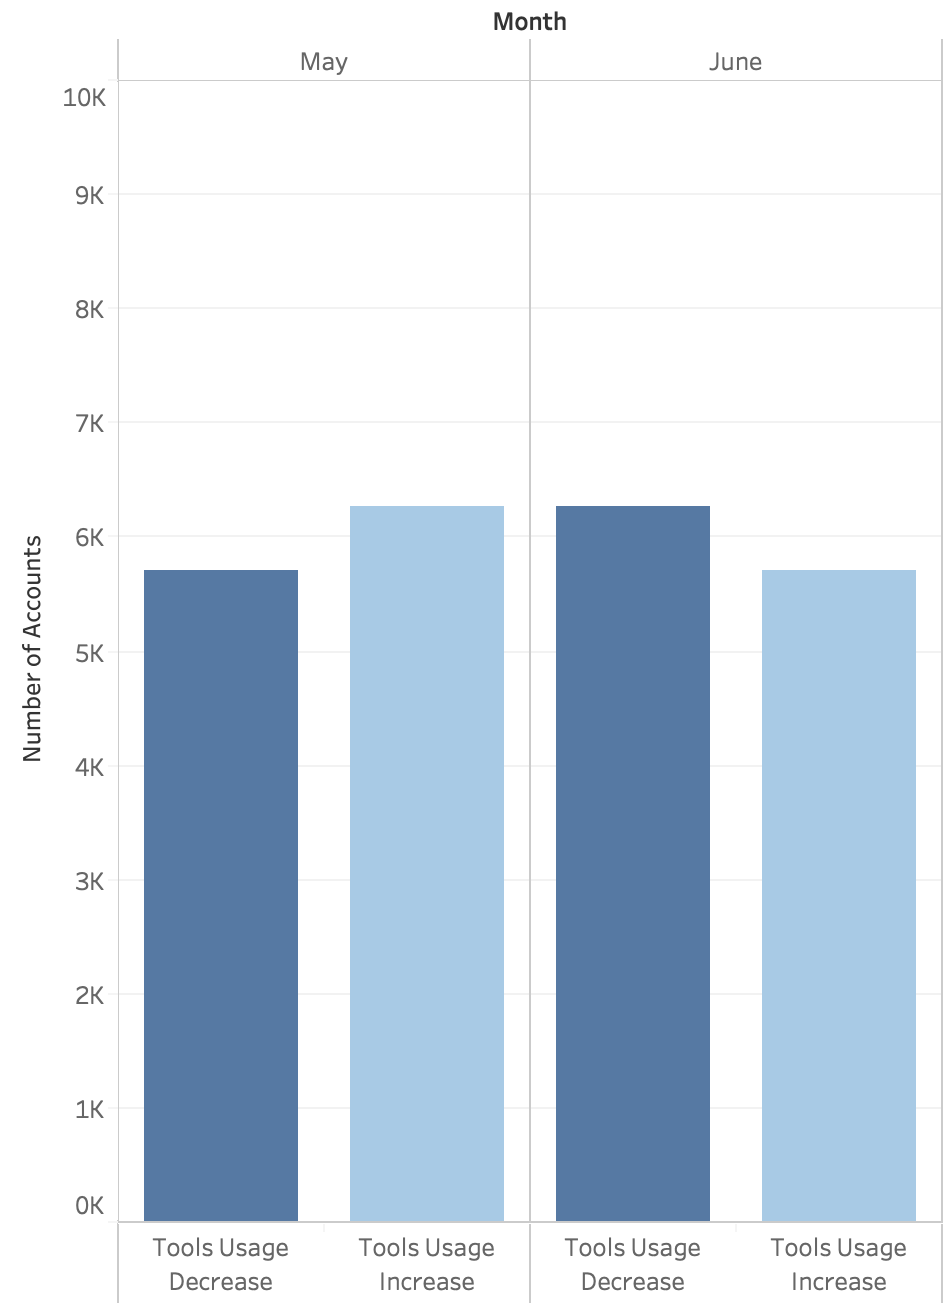 Month
May
June
10K
9K
8K
7K
6K
5K
4K
3K
2K
1K
0K
Number of Accounts
Tools Usage
Decrease
Tools Usage
Increase
Tools Usage
Decrease
Tools Usage
Increase